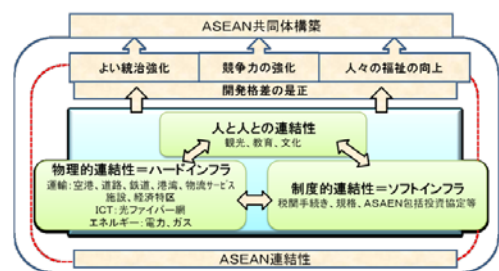 ASEAN共同体構築
よい統治強化
競争力の強化
人々の福祉の向上
開発格差の是正
人と人との連結性
観光、教育、文化
物理的連結性=ハードインフラ
運輸:空港、道路、鉄道、港湾、物流サービス
施設、経済特区
ICT:光ファイバー網
エネルギー:電力、ガス
制度的連結性=ソフトインフラ
税関手続き、規格、ASAEN包括投資協定等
ASEAN連結性